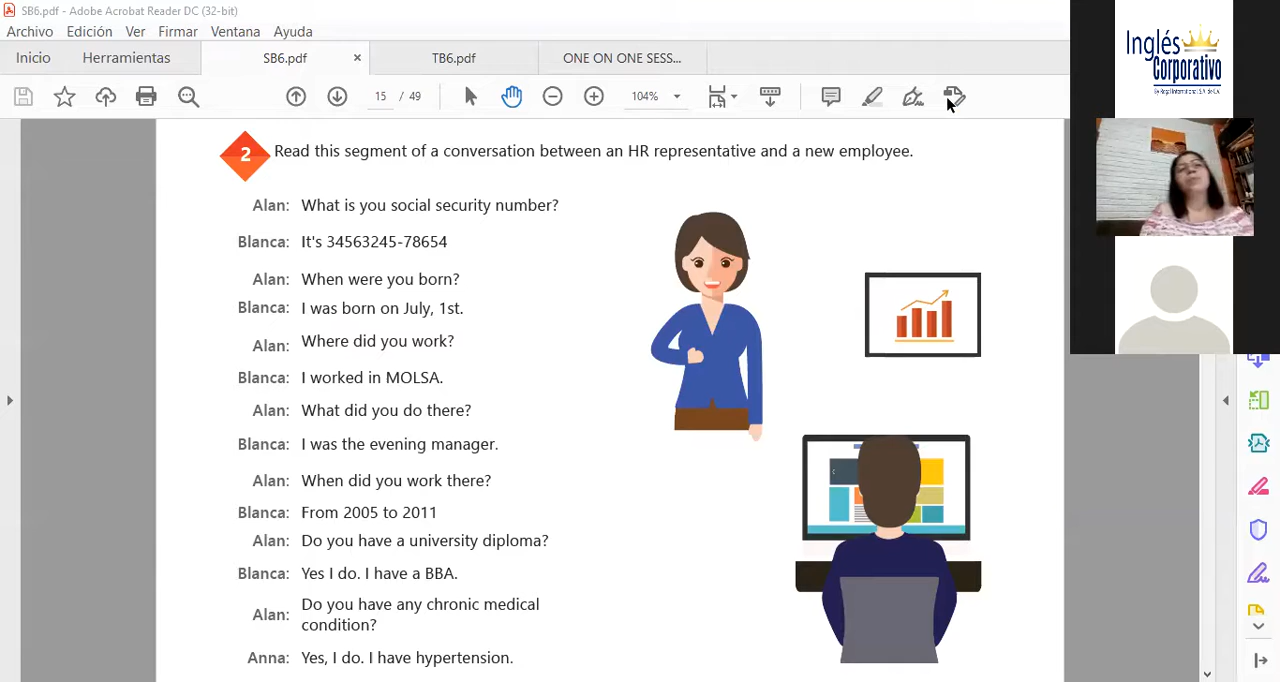 SB6.pdf - Adobe Acrobat Reader DC (32-bit)
Archivo Edición Ver Firmar Ventana Ayuda
Inicio Herramientas SB6.pdf × TB6.pdf ONE ON ONE SESS...
15 / 49 104%
Inglés
Corporativo
By Regal International S.A. de C.V.
2 Read this segment of a conversation between an HR representative and a new employee.
Alan: What is you social security number?
Blanca: It's 34563245-78654
Alan: When were you born?
Blanca: I was born on July, 1st.
Alan: Where did you work?
Blanca: I worked in MOLSA.
Alan: What did you do there?
Blanca: I was the evening manager.
Alan: When did you work there?
Blanca: From 2005 to 2011
Alan: Do you have a university diploma?
Blanca: Yes I do. I have a BBA.
Alan: Do you have any chronic medical
condition?
Anna: Yes, I do. I have hypertension.